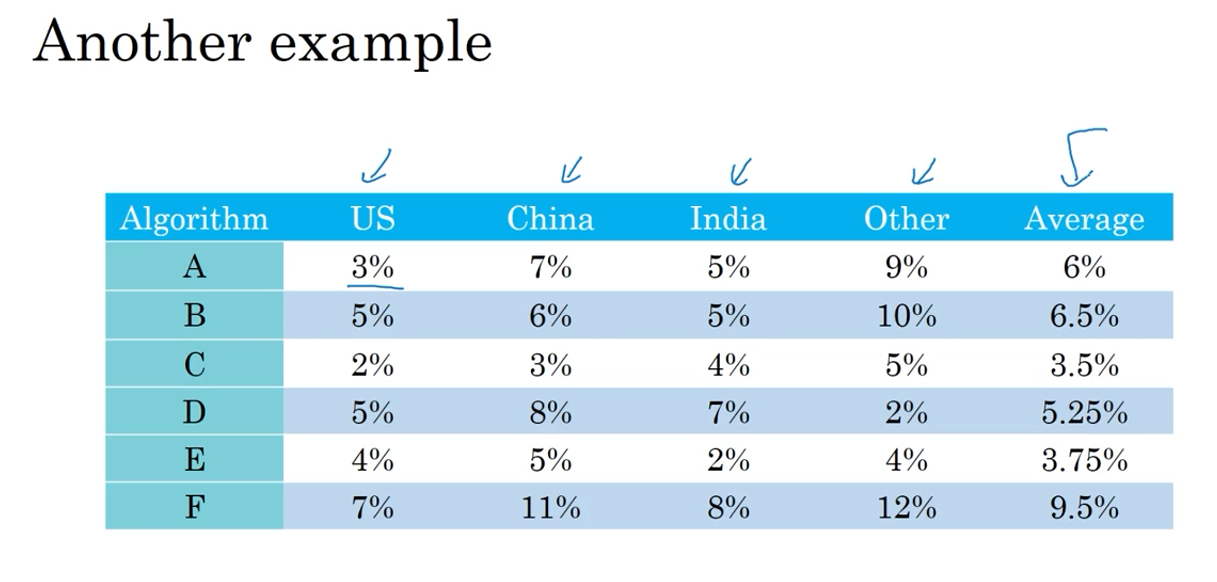 Another example
Algorithm US China India Other Average
A 3% 7% 5% 9% 6%
B 5% 6% 5% 10% 6.5%
C 2% 3% 4% 5% 3.5%
D 5% 8% 7% 2% 5.25%
E 4% 5% 2% 4% 3.75%
F 7% 11% 8% 12% 9.5%